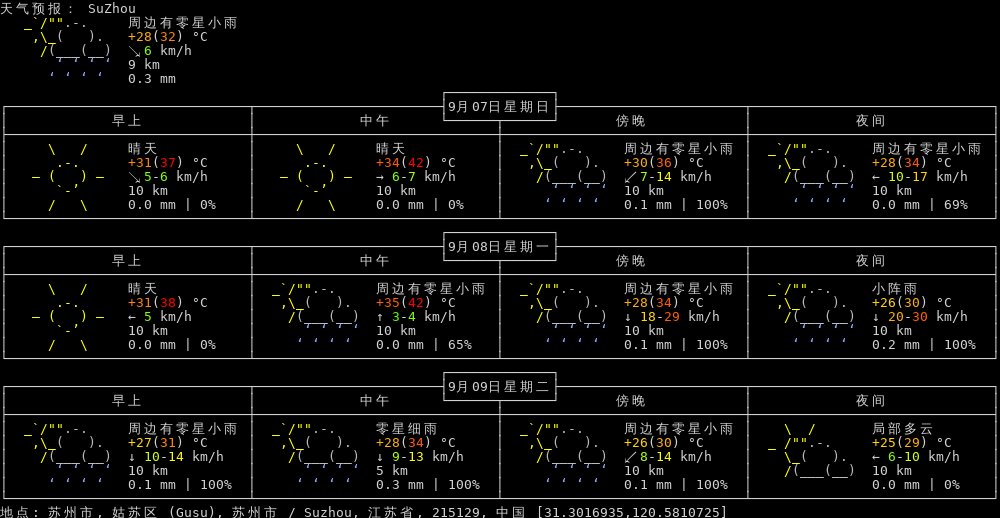 天气预报: SuZhou
周边有零星小雨
+28(32) °C
↘ 6 km/h
9 km
0.3 mm
9月07日星期日
早上 中午 傍晚 夜间
晴天 晴天 周边有零星小雨 周边有零星小雨
+31(37) °C +34(42) °C +30(36) °C +28(34) °C
↘ 5-6 km/h → 6-7 km/h ↙ 7-14 km/h ← 10-17 km/h
10 km 10 km 10 km 10 km
0.0 mm | 0% 0.0 mm | 0% 0.1 mm | 100% 0.0 mm | 69%
9月08日星期一
早上 中午 傍晚 夜间
晴天 周边有零星小雨 周边有零星小雨 小阵雨
+31(38) °C +35(42) °C +28(34) °C +26(30) °C
← 5 km/h ↑ 3-4 km/h ↓ 18-29 km/h ↓ 20-30 km/h
10 km 10 km 10 km 10 km
0.0 mm | 0% 0.0 mm | 65% 0.1 mm | 100% 0.2 mm | 100%
9月09日星期二
早上 中午 傍晚 夜间
周边有零星小雨 零星细雨 周边有零星小雨 局部多云
+27(31) °C +28(34) °C +26(30) °C +25(29) °C
↓ 10-14 km/h ↓ 9-13 km/h ↙ 8-14 km/h ← 6-10 km/h
10 km 5 km 10 km 10 km
0.1 mm | 100% 0.3 mm | 100% 0.1 mm | 100% 0.0 mm | 0%
地点: 苏州市, 姑苏区 (Gusu), 苏州市 / Suzhou, 江苏省, 215129, 中国 [31.3016935,120.5810725]